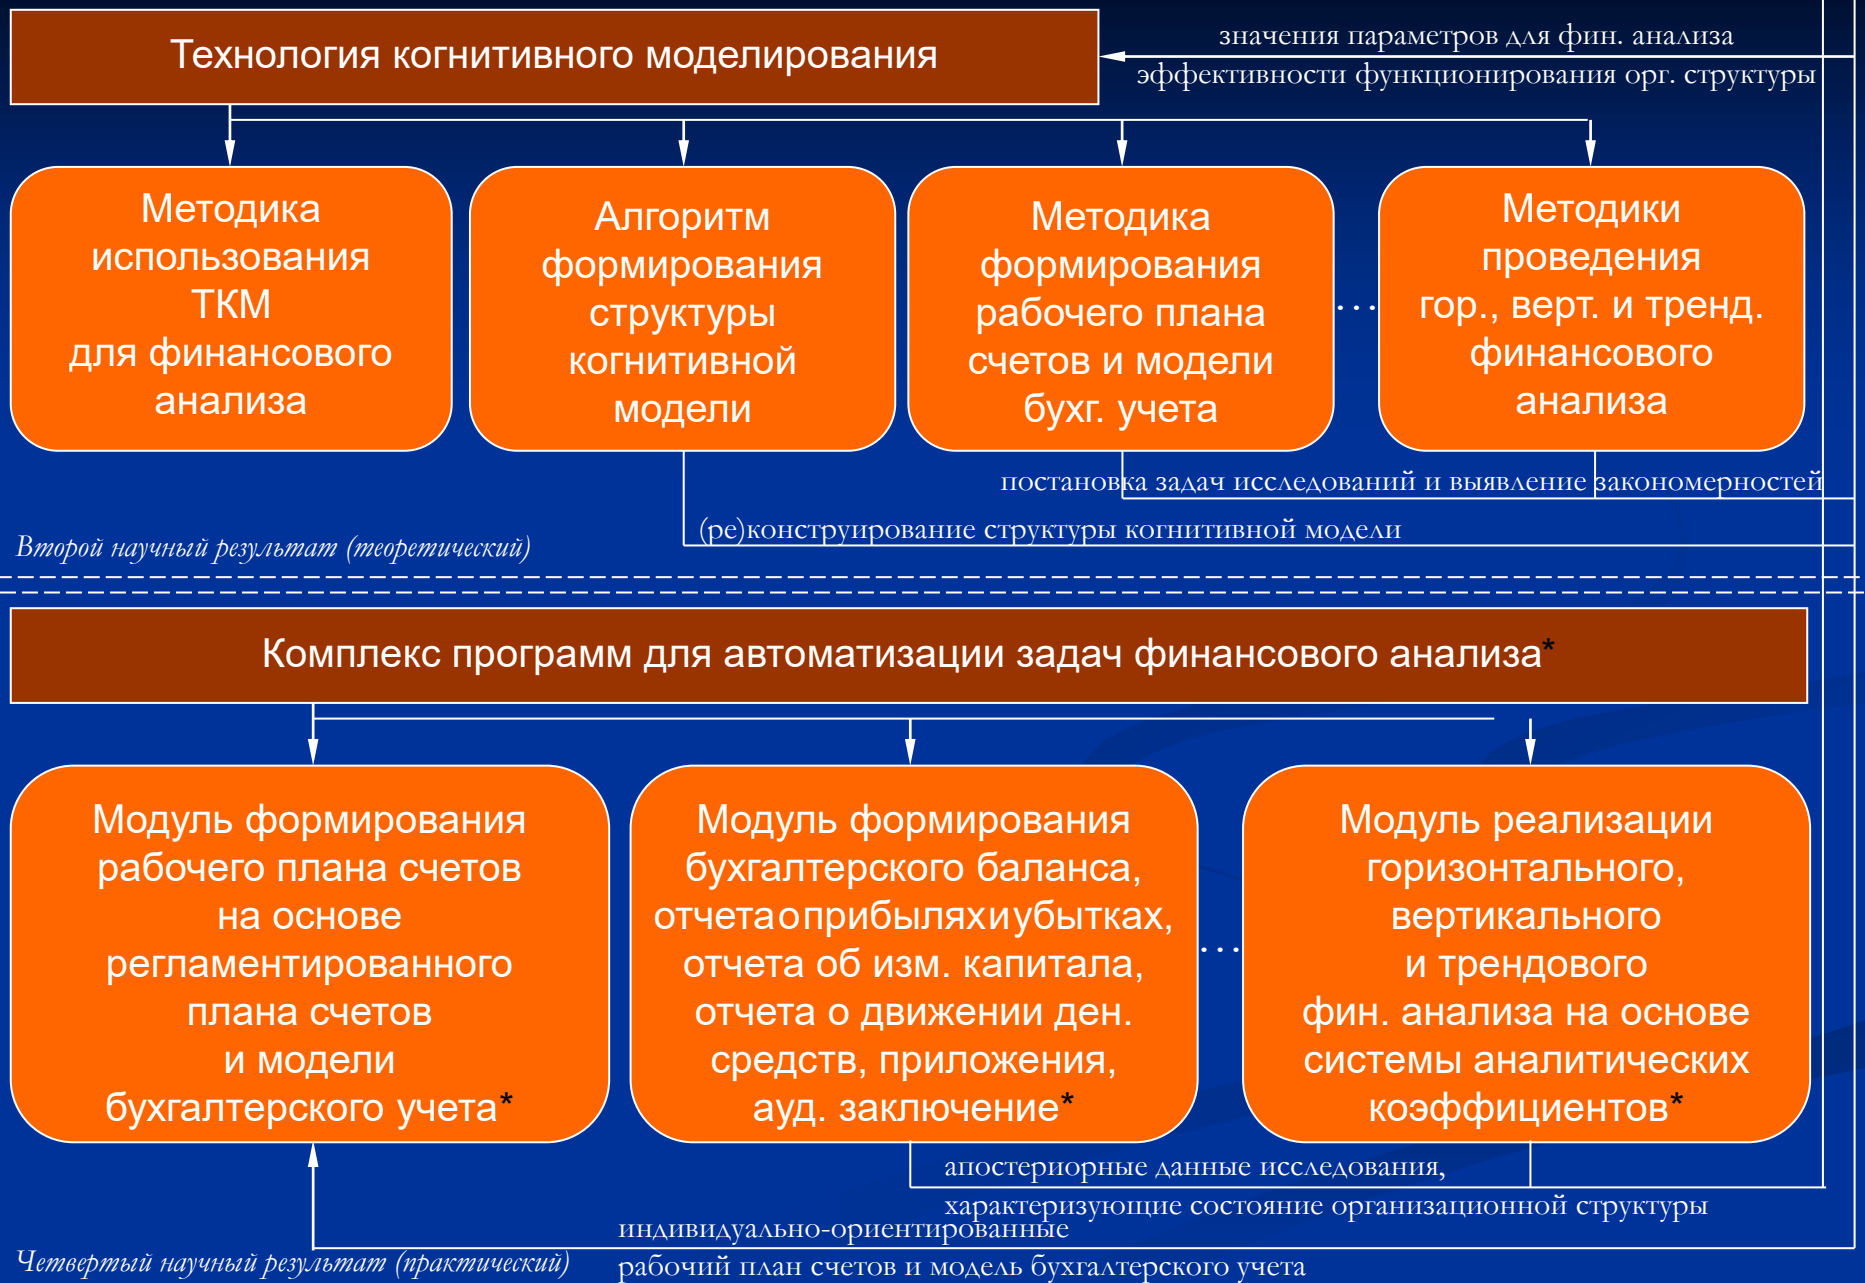 Технология когнитивного моделирования
значения параметров для фин. анализа
эффективности функционирования орг. структуры
Методика
использования
ТКМ
для финансового
анализа
Алгоритм
формирования
структуры
когнитивной
модели
Методика
формирования
рабочего плана
счетов и модели
бухг. учета
...
Методики
проведения
гор., верт. и тренд.
финансового
анализа
постановка задач исследований и выявление закономерностей
(ре)конструирование структуры когнитивной модели
Второй научный результат (теоретический)
Комплекс программ для автоматизации задач финансового анализа*
Модуль формирования
рабочего плана счетов
на основе
регламентированного
плана счетов
и модели
бухгалтерского учета*
Модуль формирования
бухгалтерского баланса,
отчета о прибылях и убытках,
отчета об изм. капитала,
отчета о движении ден.
средств, приложения,
ауд. заключение*
...
Модуль реализации
горизонтального,
вертикального
и трендового
фин. анализа на основе
системы аналитических
коэффициентов*
апостериорные данные исследования,
характеризующие состояние организационной структуры
индивидуально-ориентированные
рабочий план счетов и модель бухгалтерского учета
Четвертый научный результат (практический)